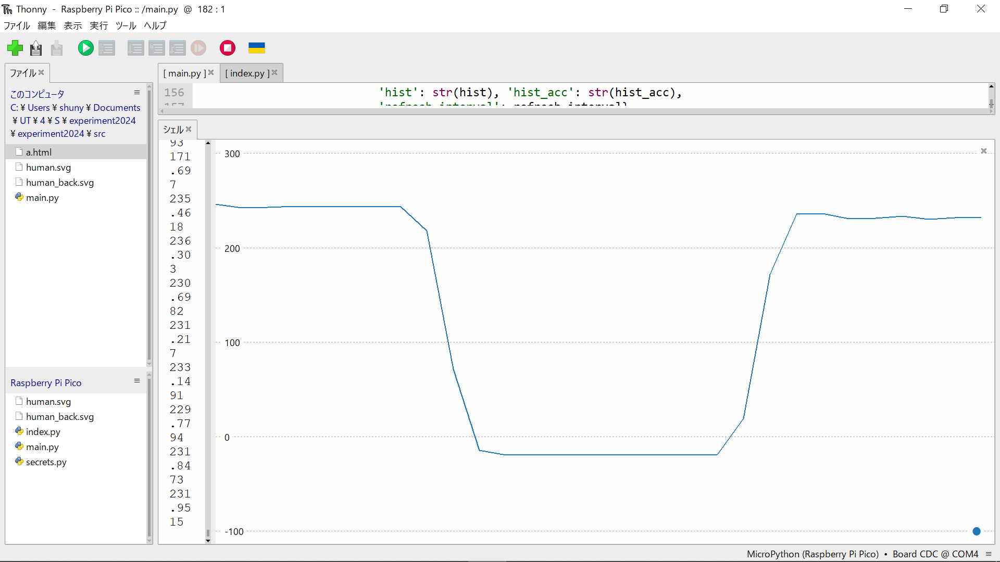 Thonny - Raspberry Pi Pico :: /main.py @ 182 : 1
ファイル 編集 表示 実行 ツール ヘルプ
ファイル
このコンピュータ
C: ¥ Users ¥ shuny ¥ Documents
¥ UT ¥ 4 ¥ S ¥ experiment2024
¥ experiment2024 ¥ src
a.html
human.svg
human_back.svg
main.py
Raspberry Pi Pico
human.svg
human_back.svg
index.py
main.py
secrets.py
[ main.py ] [ index.py ]
156 'hist': str(hist), 'hist_acc': str(hist_acc),
157 'refresh_interval': refresh_interval}
シェル
93
171
.69
7
235
.46
18
236
.30
3
230
.69
82
231
.21
7
233
.14
91
229
.77
94
231
.84
73
231
.95
15
300
200
100
0
-100
MicroPython (Raspberry Pi Pico) • Board CDC @ COM4